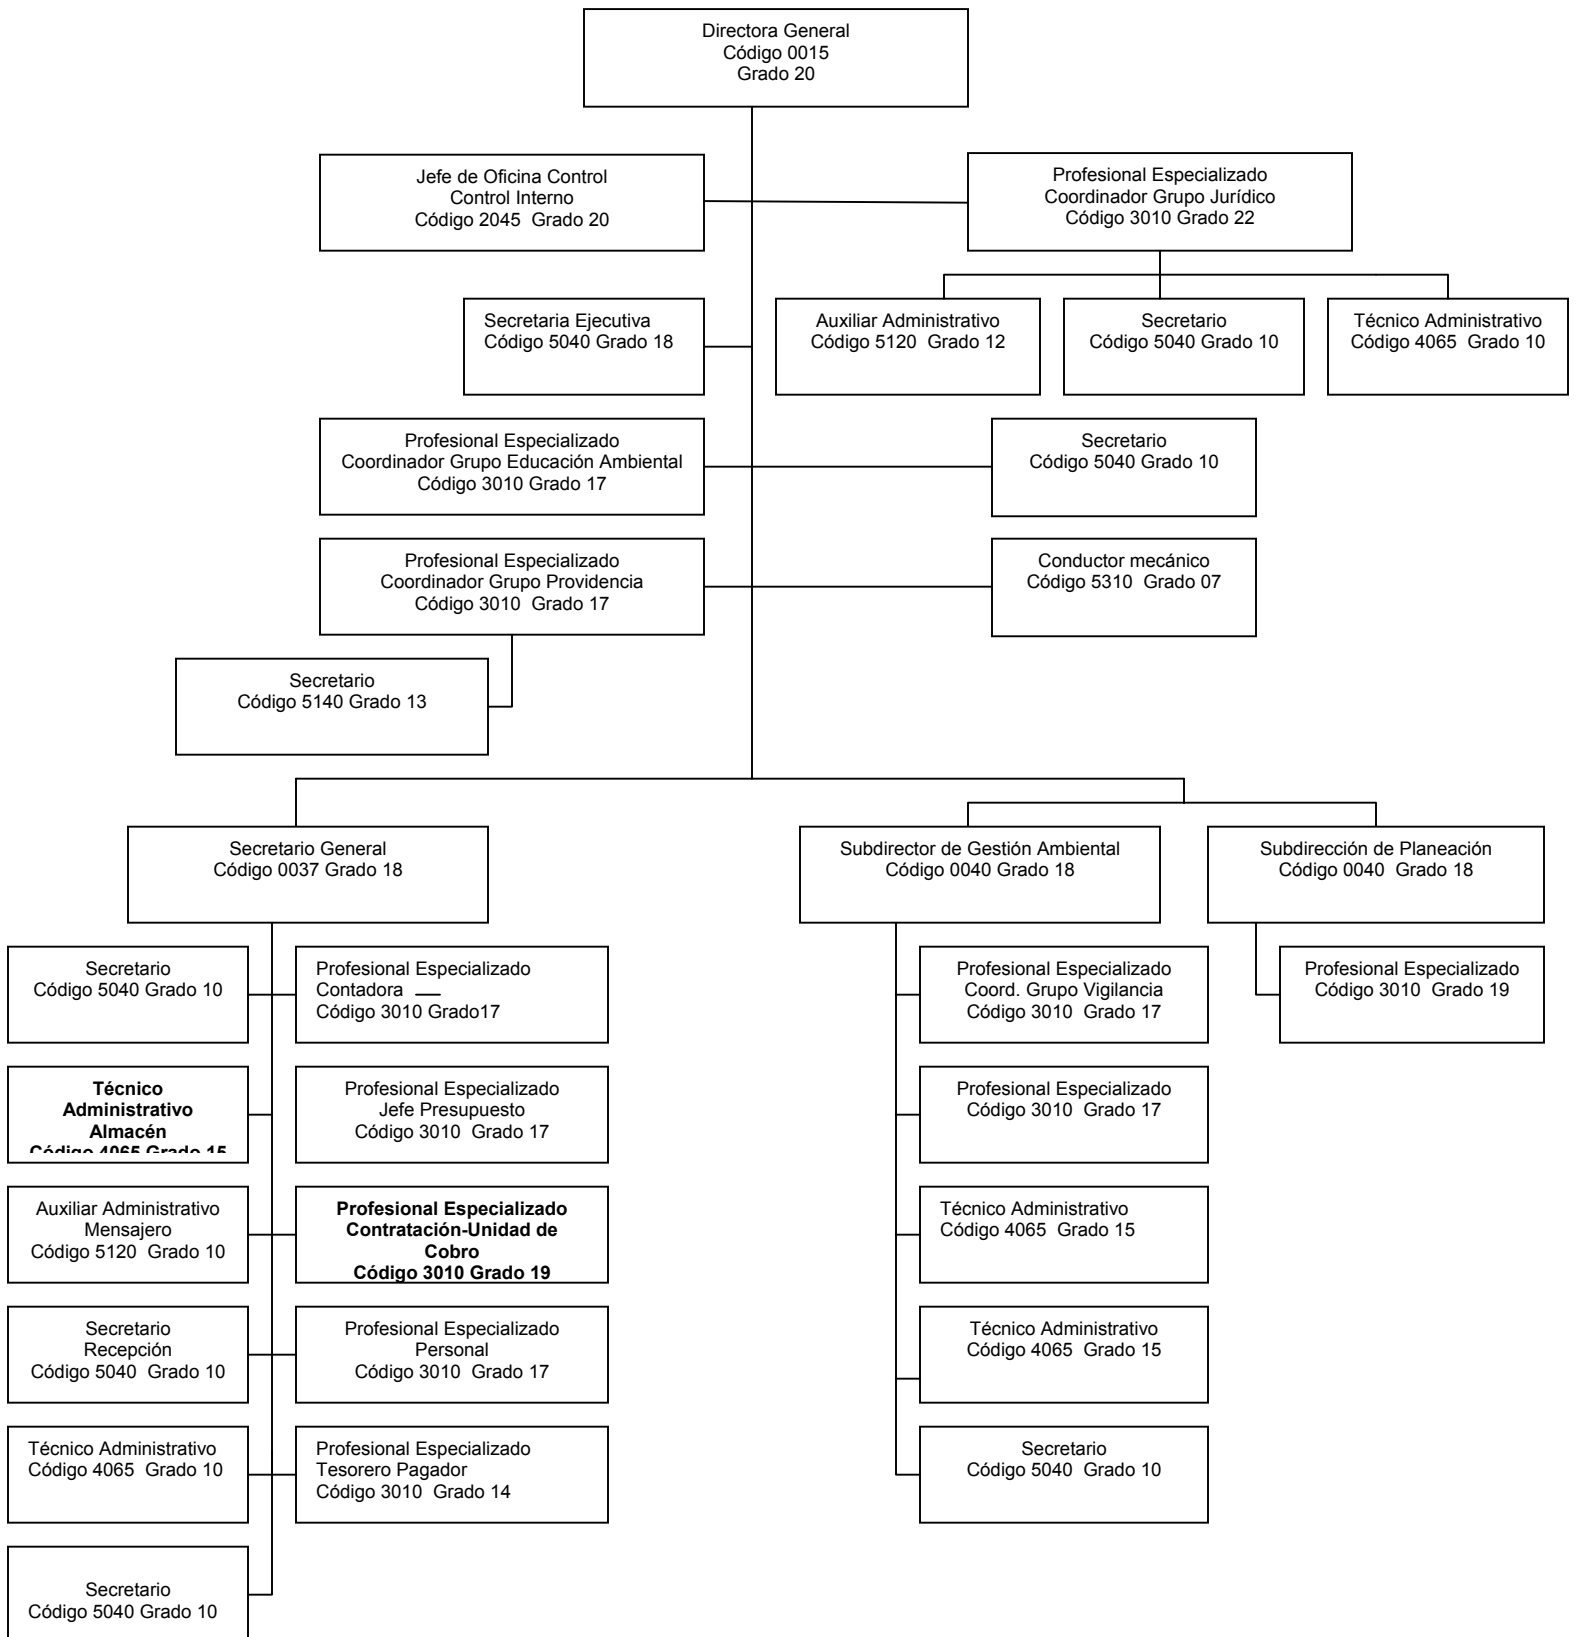 Directora General
Código 0015
Grado 20
Jefe de Oficina Control
Control Interno
Código 2045 Grado 20
Profesional Especializado
Coordinador Grupo Jurídico
Código 3010 Grado 22
Secretaria Ejecutiva
Código 5040 Grado 18
Auxiliar Administrativo
Código 5120 Grado 12
Secretario
Código 5040 Grado 10
Técnico Administrativo
Código 4065 Grado 10
Profesional Especializado
Coordinador Grupo Educación Ambiental
Código 3010 Grado 17
Secretario
Código 5040 Grado 10
Profesional Especializado
Coordinador Grupo Providencia
Código 3010 Grado 17
Conductor mecánico
Código 5310 Grado 07
Secretario
Código 5140 Grado 13
Secretario General
Código 0037 Grado 18
Subdirector de Gestión Ambiental
Código 0040 Grado 18
Subdirección de Planeación
Código 0040 Grado 18
Secretario
Código 5040 Grado 10
Profesional Especializado
Contadora
Código 3010 Grado17
Profesional Especializado
Coord. Grupo Vigilancia
Código 3010 Grado 17
Profesional Especializado
Código 3010 Grado 19
Técnico
Administrativo
Almacén
Código 4065 Grado 15
Profesional Especializado
Jefe Presupuesto
Código 3010 Grado 17
Profesional Especializado
Código 3010 Grado 17
Auxiliar Administrativo
Mensajero
Código 5120 Grado 10
Profesional Especializado
Contratación-Unidad de
Cobro
Código 3010 Grado 19
Técnico Administrativo
Código 4065 Grado 15
Secretario
Recepción
Código 5040 Grado 10
Profesional Especializado
Personal
Código 3010 Grado 17
Técnico Administrativo
Código 4065 Grado 15
Técnico Administrativo
Código 4065 Grado 10
Profesional Especializado
Tesorero Pagador
Código 3010 Grado 14
Secretario
Código 5040 Grado 10
Secretario
Código 5040 Grado 10